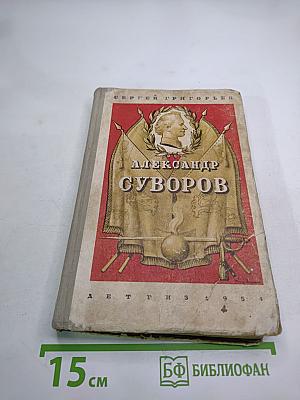 СЕРГЕЙ ГРИГОРЬЕВ
АЛЕКСАНДР
СУВОРОВ
ДЕТГИЗ 1954
15 см
БФ БИБЛИОФАН